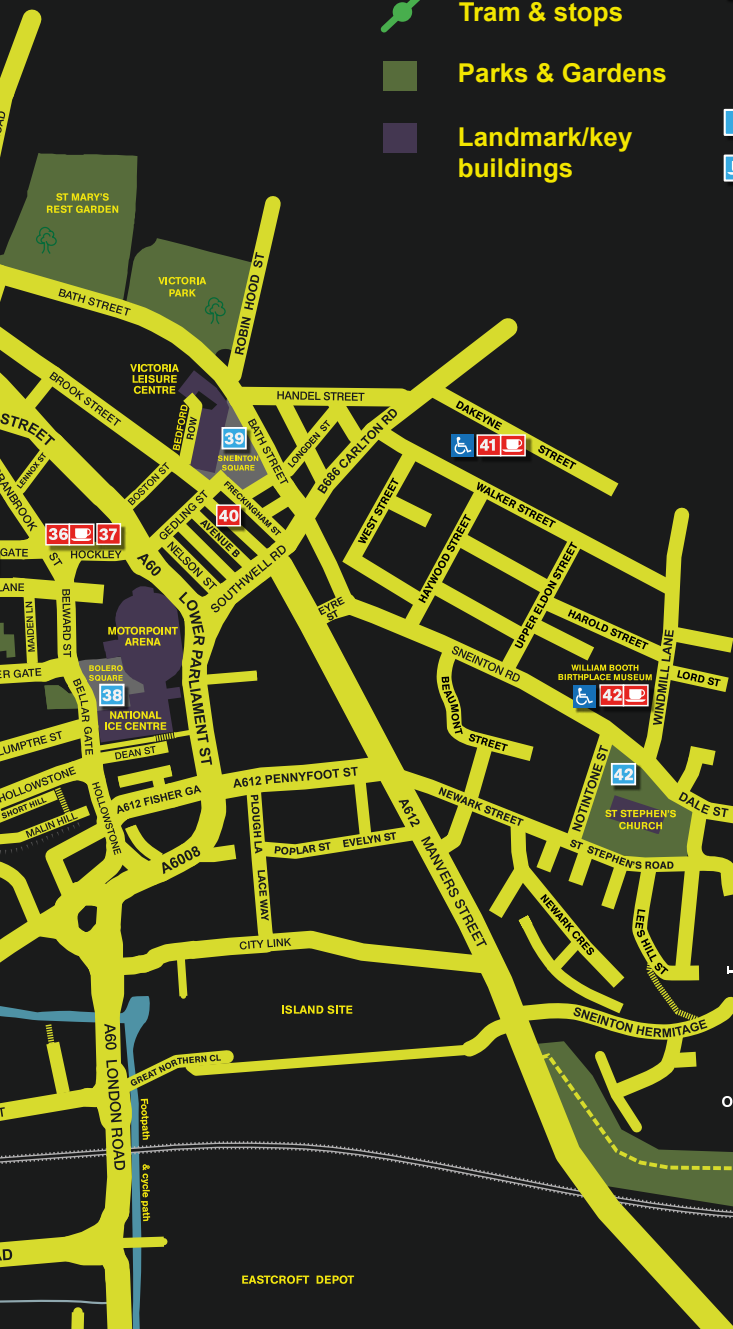 Tram & stops
Parks & Gardens
Landmark/key
buildings
ST MARY'S
REST GARDEN
VICTORIA
PARK
BATH STREET
ROBIN HOOD ST
VICTORIA
LEISURE
CENTRE
BROOK STREET
BEDFORD
ROW
HANDEL STREET
39
SNEINTON
SQUARE
BATH STREET
LONGDEN ST
B686 CARLTON RD
DAKEYNE
STREET
41
STREET
LENNOX ST
BOSTON ST
GEDLING ST
FRECKINGHAM ST
40
AVENUE B
NELSON ST
SOUTHWELL RD
WEST STREET
WALKER STREET
HAYWOOD STREET
UPPER ELDON STREET
36
37
GATE
ST
HOCKLEY
A60
LOWER PARLIAMENT ST
LANE
MAIDEN LN
BELWARD ST
MOTORPOINT
ARENA
EYRE
ST
HAROLD STREET
SNEINTON RD
WINDMILL LANE
LORD ST
WILLIAM BOOTH
BIRTHPLACE MUSEUM
42
ER GATE
BOLERO
SQUARE
38
NATIONAL
ICE CENTRE
BELLAR GATE
BEAUMONT
STREET
LUMPTRE ST
DEAN ST
HOLLOWSTONE
SHORT HILL
MALIN HILL
HOLLOWSTONE
A612 FISHER GA
A612 PENNYFOOT ST
NOTINTONE ST
42
ST STEPHEN'S
CHURCH
DALE ST
NEWARK STREET
ST STEPHEN'S ROAD
A6008
PLOUGH LA
POPLAR ST
EVELYN ST
A612
MANVERS STREET
LACE WAY
CITY LINK
NEWARK CRES
LEES HILL ST
ISLAND SITE
SNEINTON HERMITAGE
A60 LONDON ROAD
GREAT NORTHERN CL
Footpath
& cycle path
EASTCROFT DEPOT